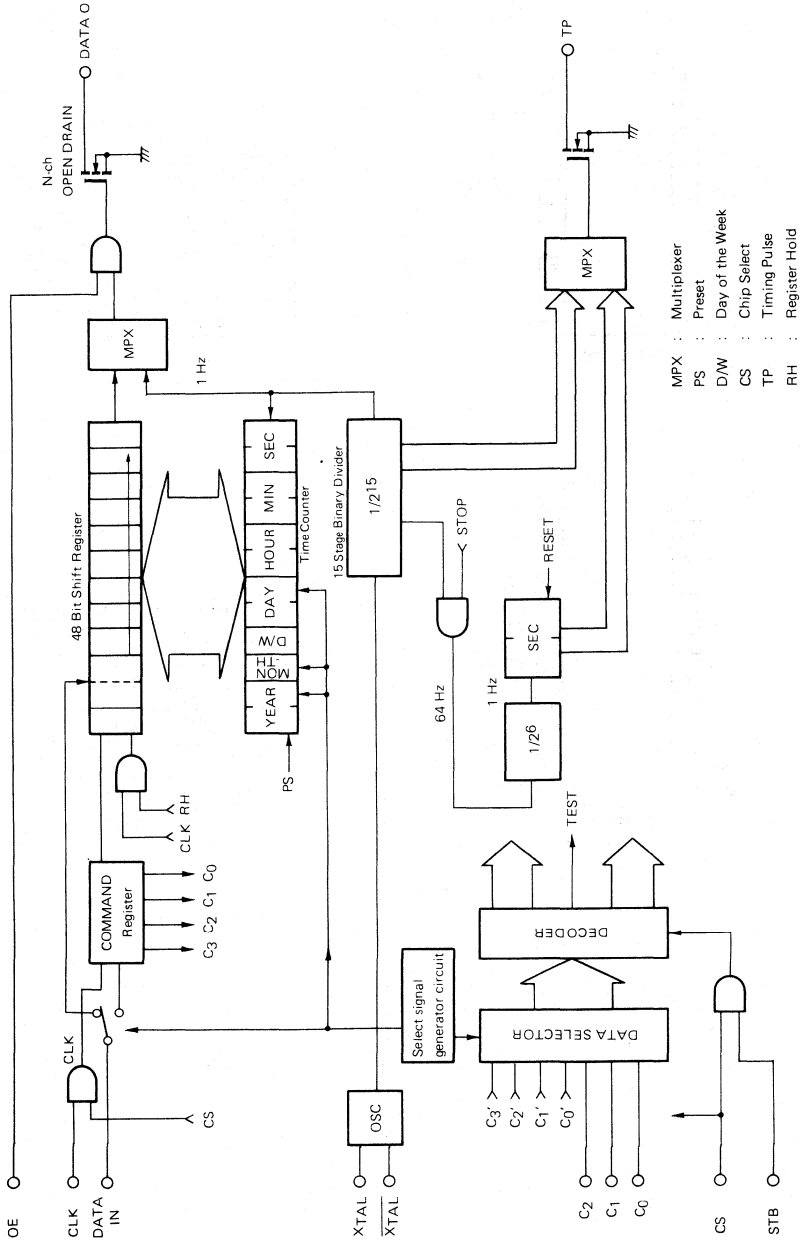 OE
CLK
DATA
IN
CLK
CS
COMMAND
Register
C3 C2 C1 C0
CLK RH
48 Bit Shift Register
MPX
N-ch
OPEN DRAIN
DATA O
1 Hz
PS
YEAR
MON
-TH
D/W
DAY
HOUR
MIN
SEC
Time Counter
XTAL
XTAL
OSC
15 Stage Binary Divider
1/2^15
STOP
64 Hz
1/2^6
1 Hz
SEC
RESET
MPX
TP
Select signal
generator circuit
C3'
C2'
C1'
C0'
C2
C1
C0
DATA SELECTOR
DECODER
TEST
CS
STB
MPX : Multiplexer
PS : Preset
D/W : Day of the Week
CS : Chip Select
TP : Timing Pulse
RH : Register Hold